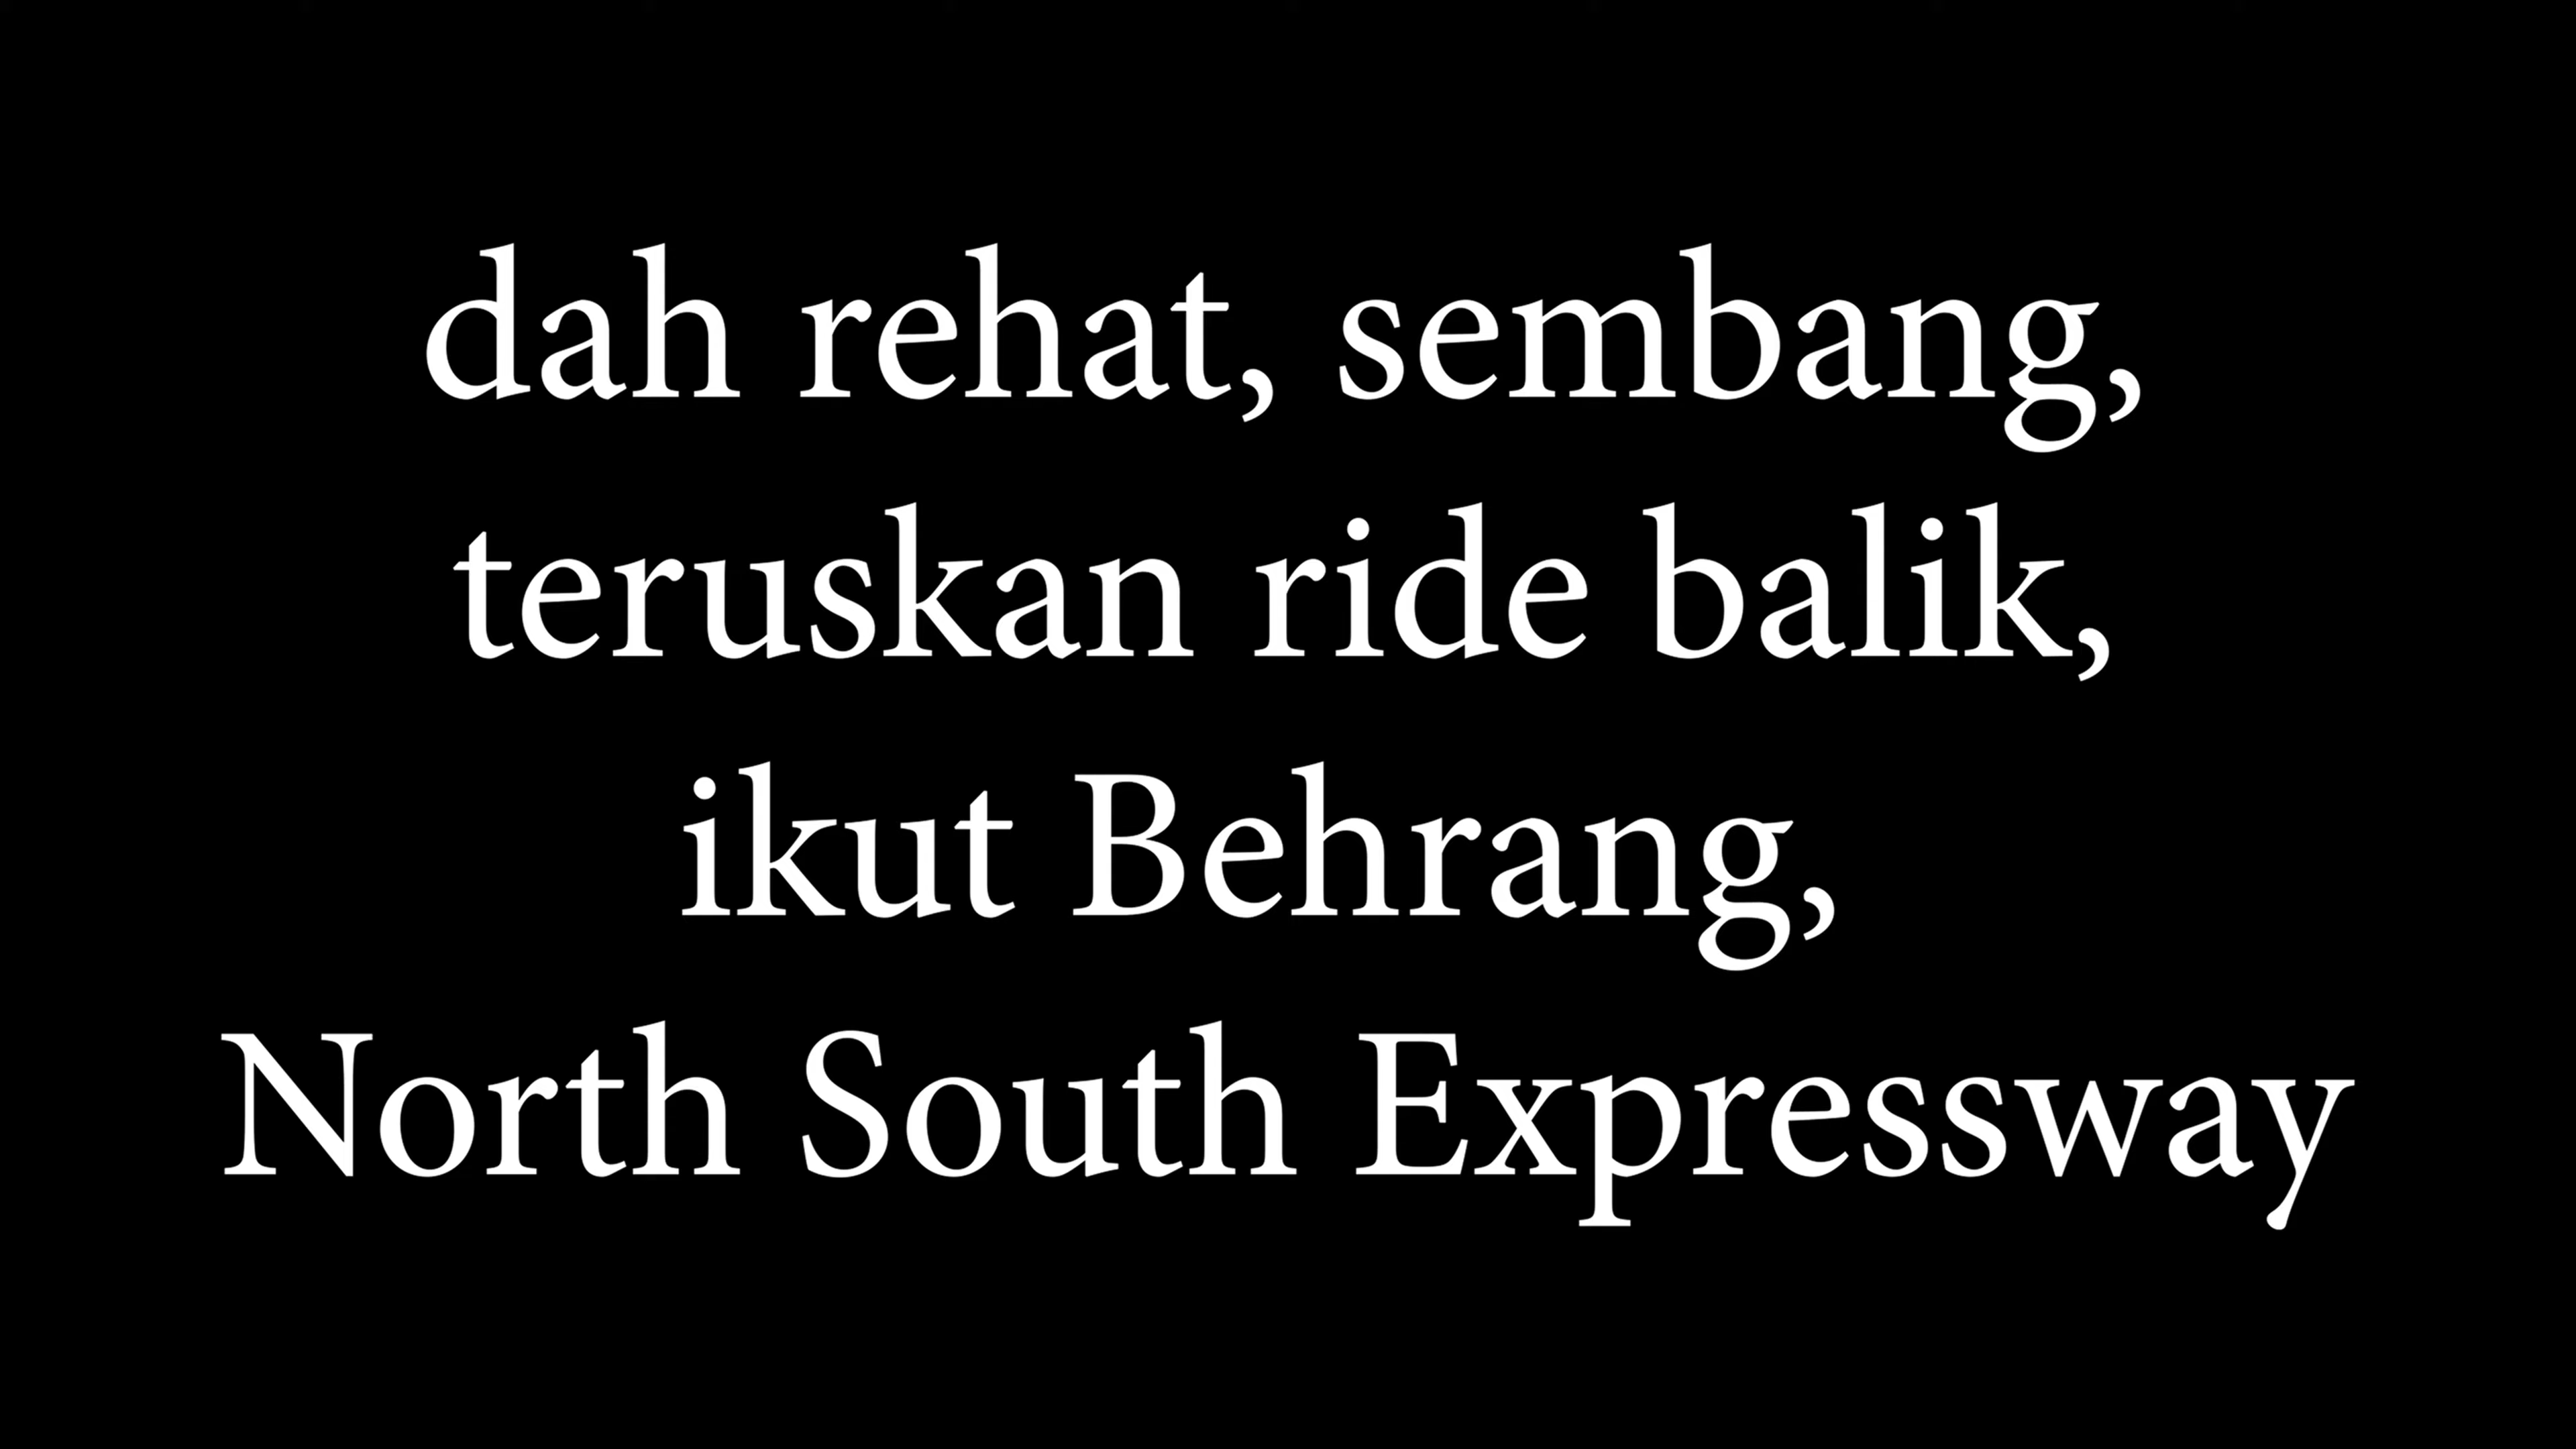 dah rehat, sembang,
teruskan ride balik,
ikut Behrang,
North South Expressway